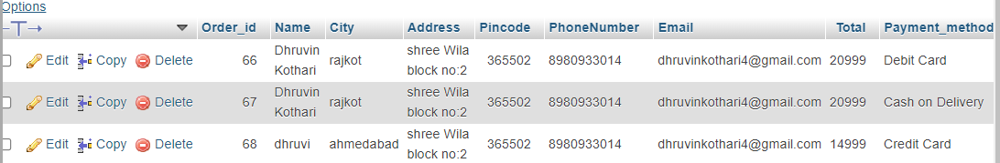 Options
Order_id Name City Address Pincode PhoneNumber Email Total Payment_method
Edit Copy Delete 66 Dhruvin Kothari rajkot shree Wila block no:2 365502 8980933014 dhruvinkothari4@gmail.com 20999 Debit Card
Edit Copy Delete 67 Dhruvin Kothari rajkot shree Wila block no:2 365502 8980933014 dhruvinkothari4@gmail.com 20999 Cash on Delivery
Edit Copy Delete 68 dhruvi ahmedabad shree Wila block no:2 365502 8980933014 dhruvinkothari4@gmail.com 14999 Credit Card